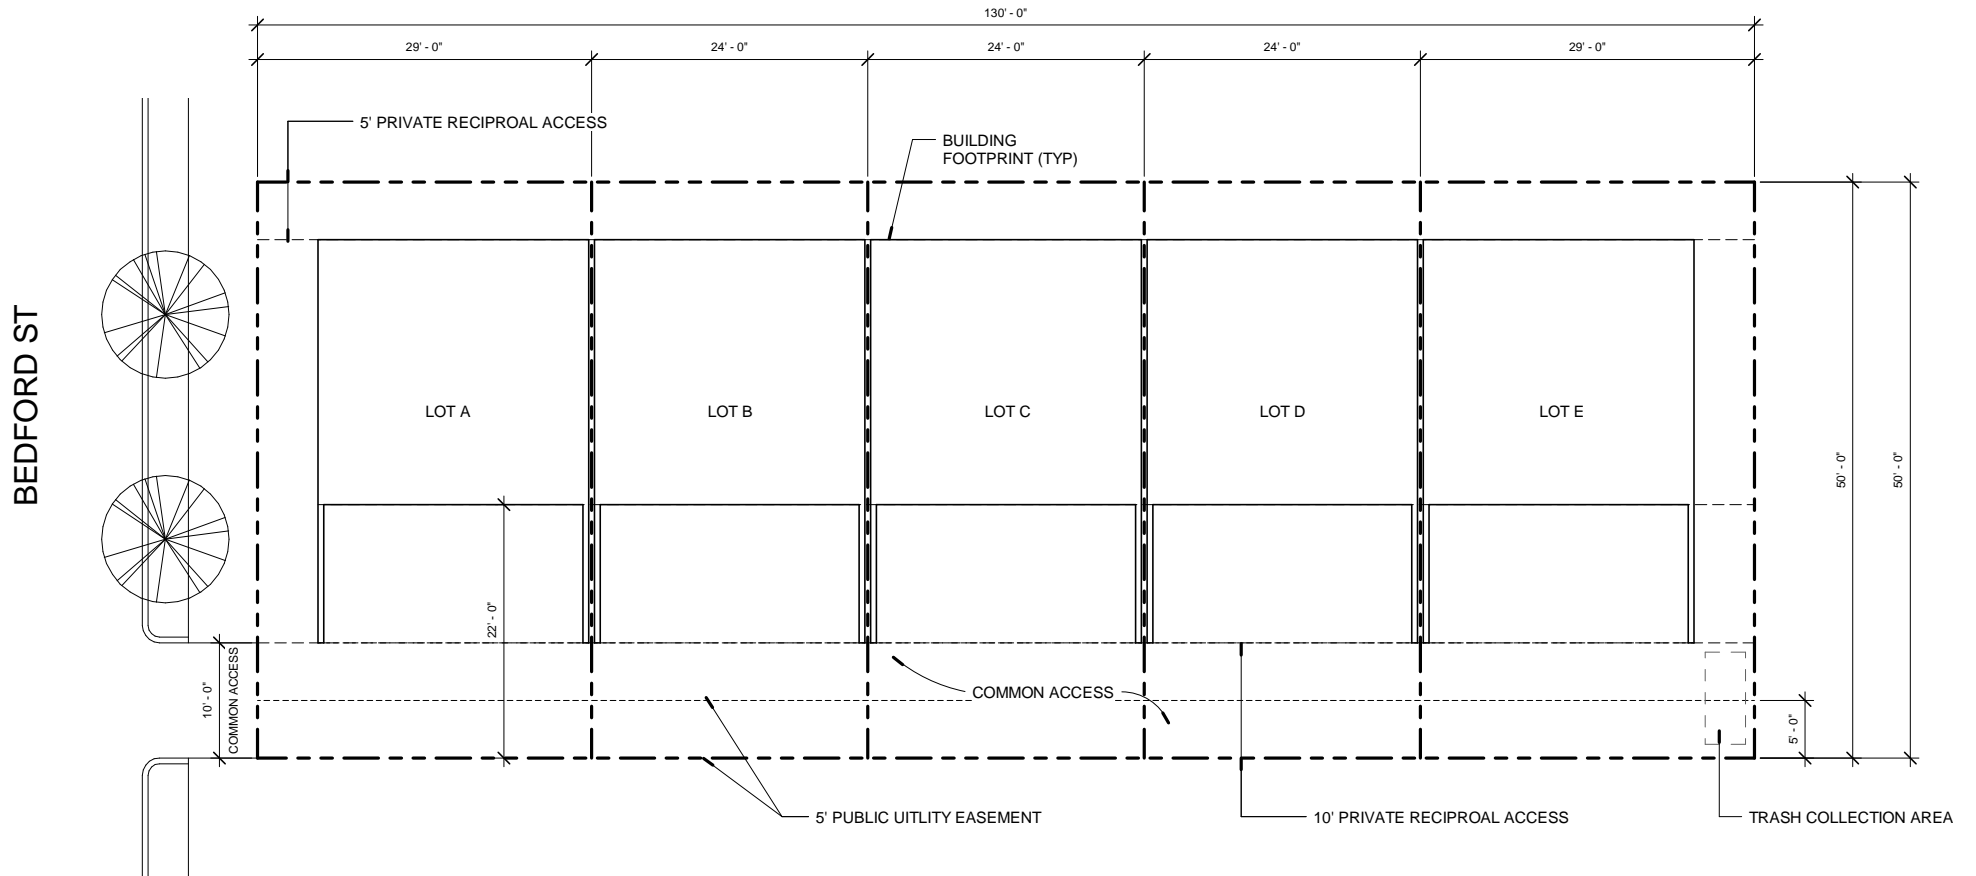 130' - 0"
29' - 0"
24' - 0"
24' - 0"
24' - 0"
29' - 0"
5' PRIVATE RECIPROAL ACCESS
BUILDING
FOOTPRINT (TYP)
BEDFORD ST
LOT A
LOT B
LOT C
LOT D
LOT E
50' - 0"
50' - 0"
22' - 0"
10' - 0"
COMMON ACCESS
COMMON ACCESS
5' - 0"
5' PUBLIC UITLITY EASEMENT
10' PRIVATE RECIPROAL ACCESS
TRASH COLLECTION AREA